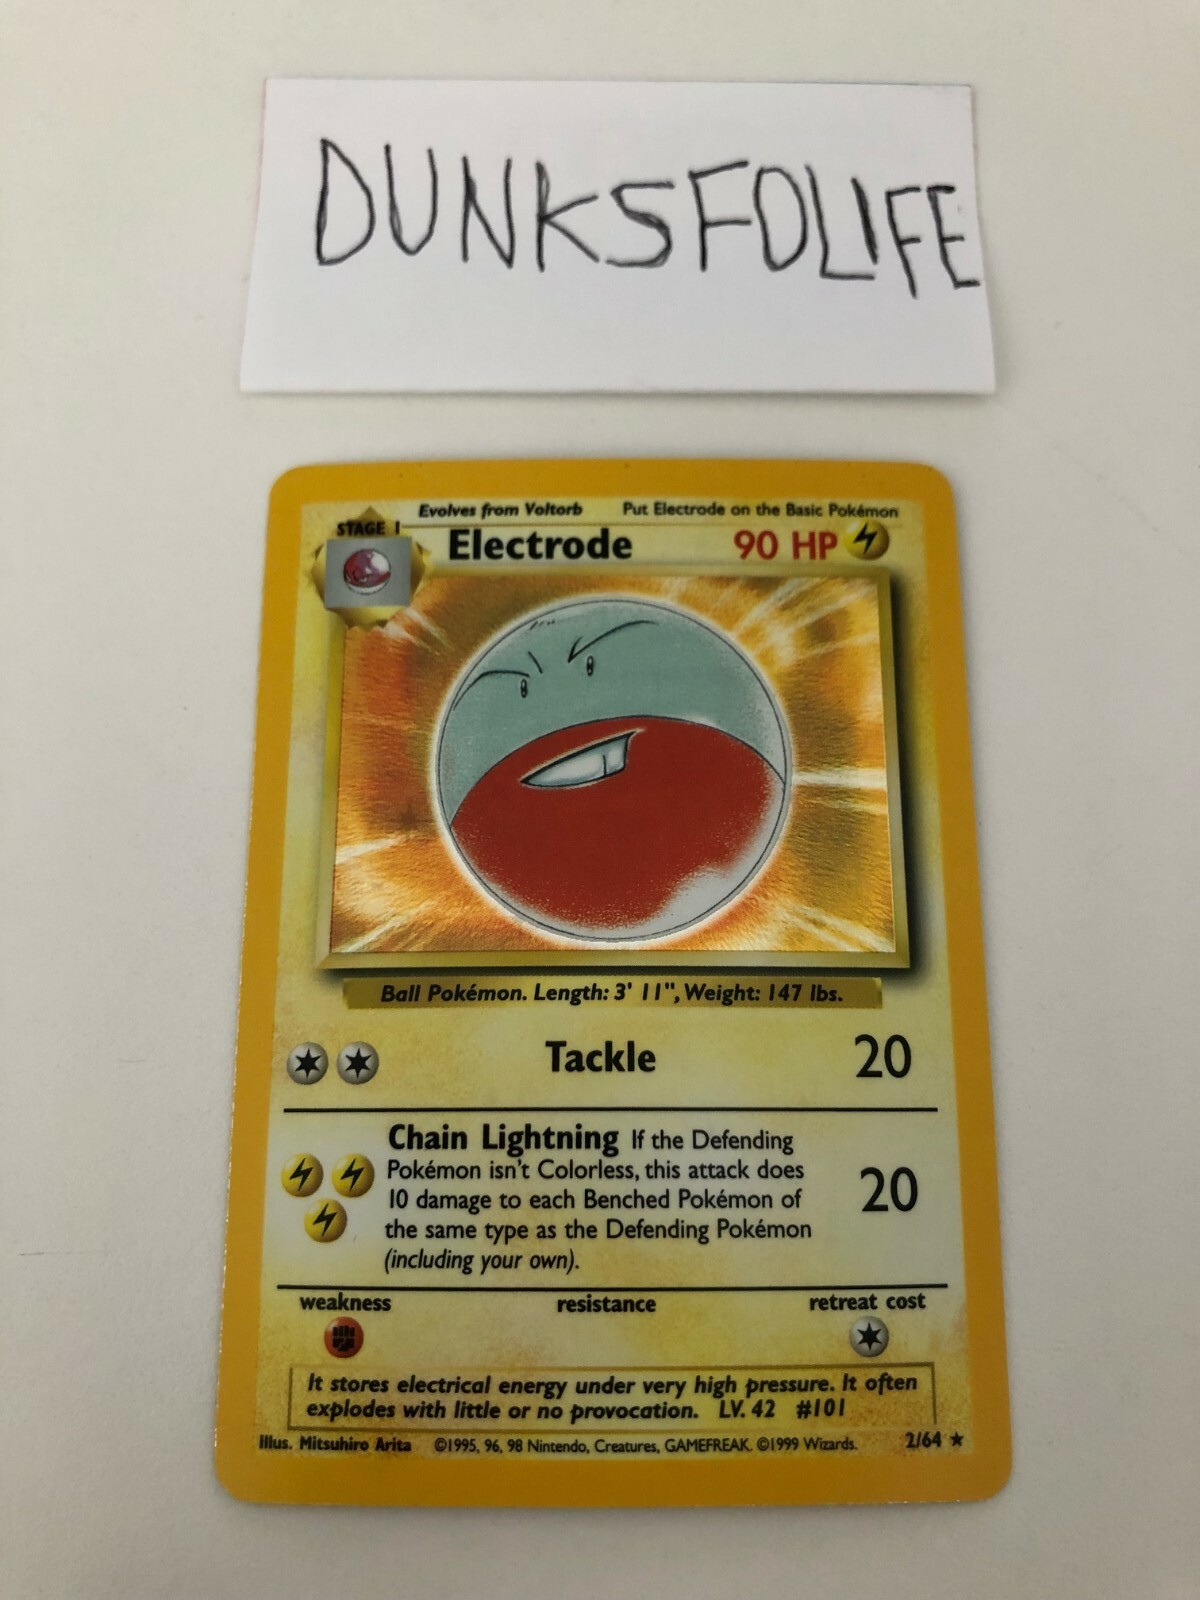 DUNKSFOLIFE
Evolves from Voltorb Put Electrode on the Basic Pokémon
STAGE 1
Electrode 90 HP
Ball Pokémon. Length: 3' 11", Weight: 147 lbs.
Tackle 20
Chain Lightning If the Defending
Pokémon isn't Colorless, this attack does
10 damage to each Benched Pokémon of
the same type as the Defending Pokémon
(including your own).
20
weakness resistance retreat cost
It stores electrical energy under very high pressure. It often
explodes with little or no provocation. LV. 42 #101
Illus. Mitsuhiro Arita ©1995, 96, 98 Nintendo, Creatures, GAMEFREAK. ©1999 Wizards. 2/64 ★